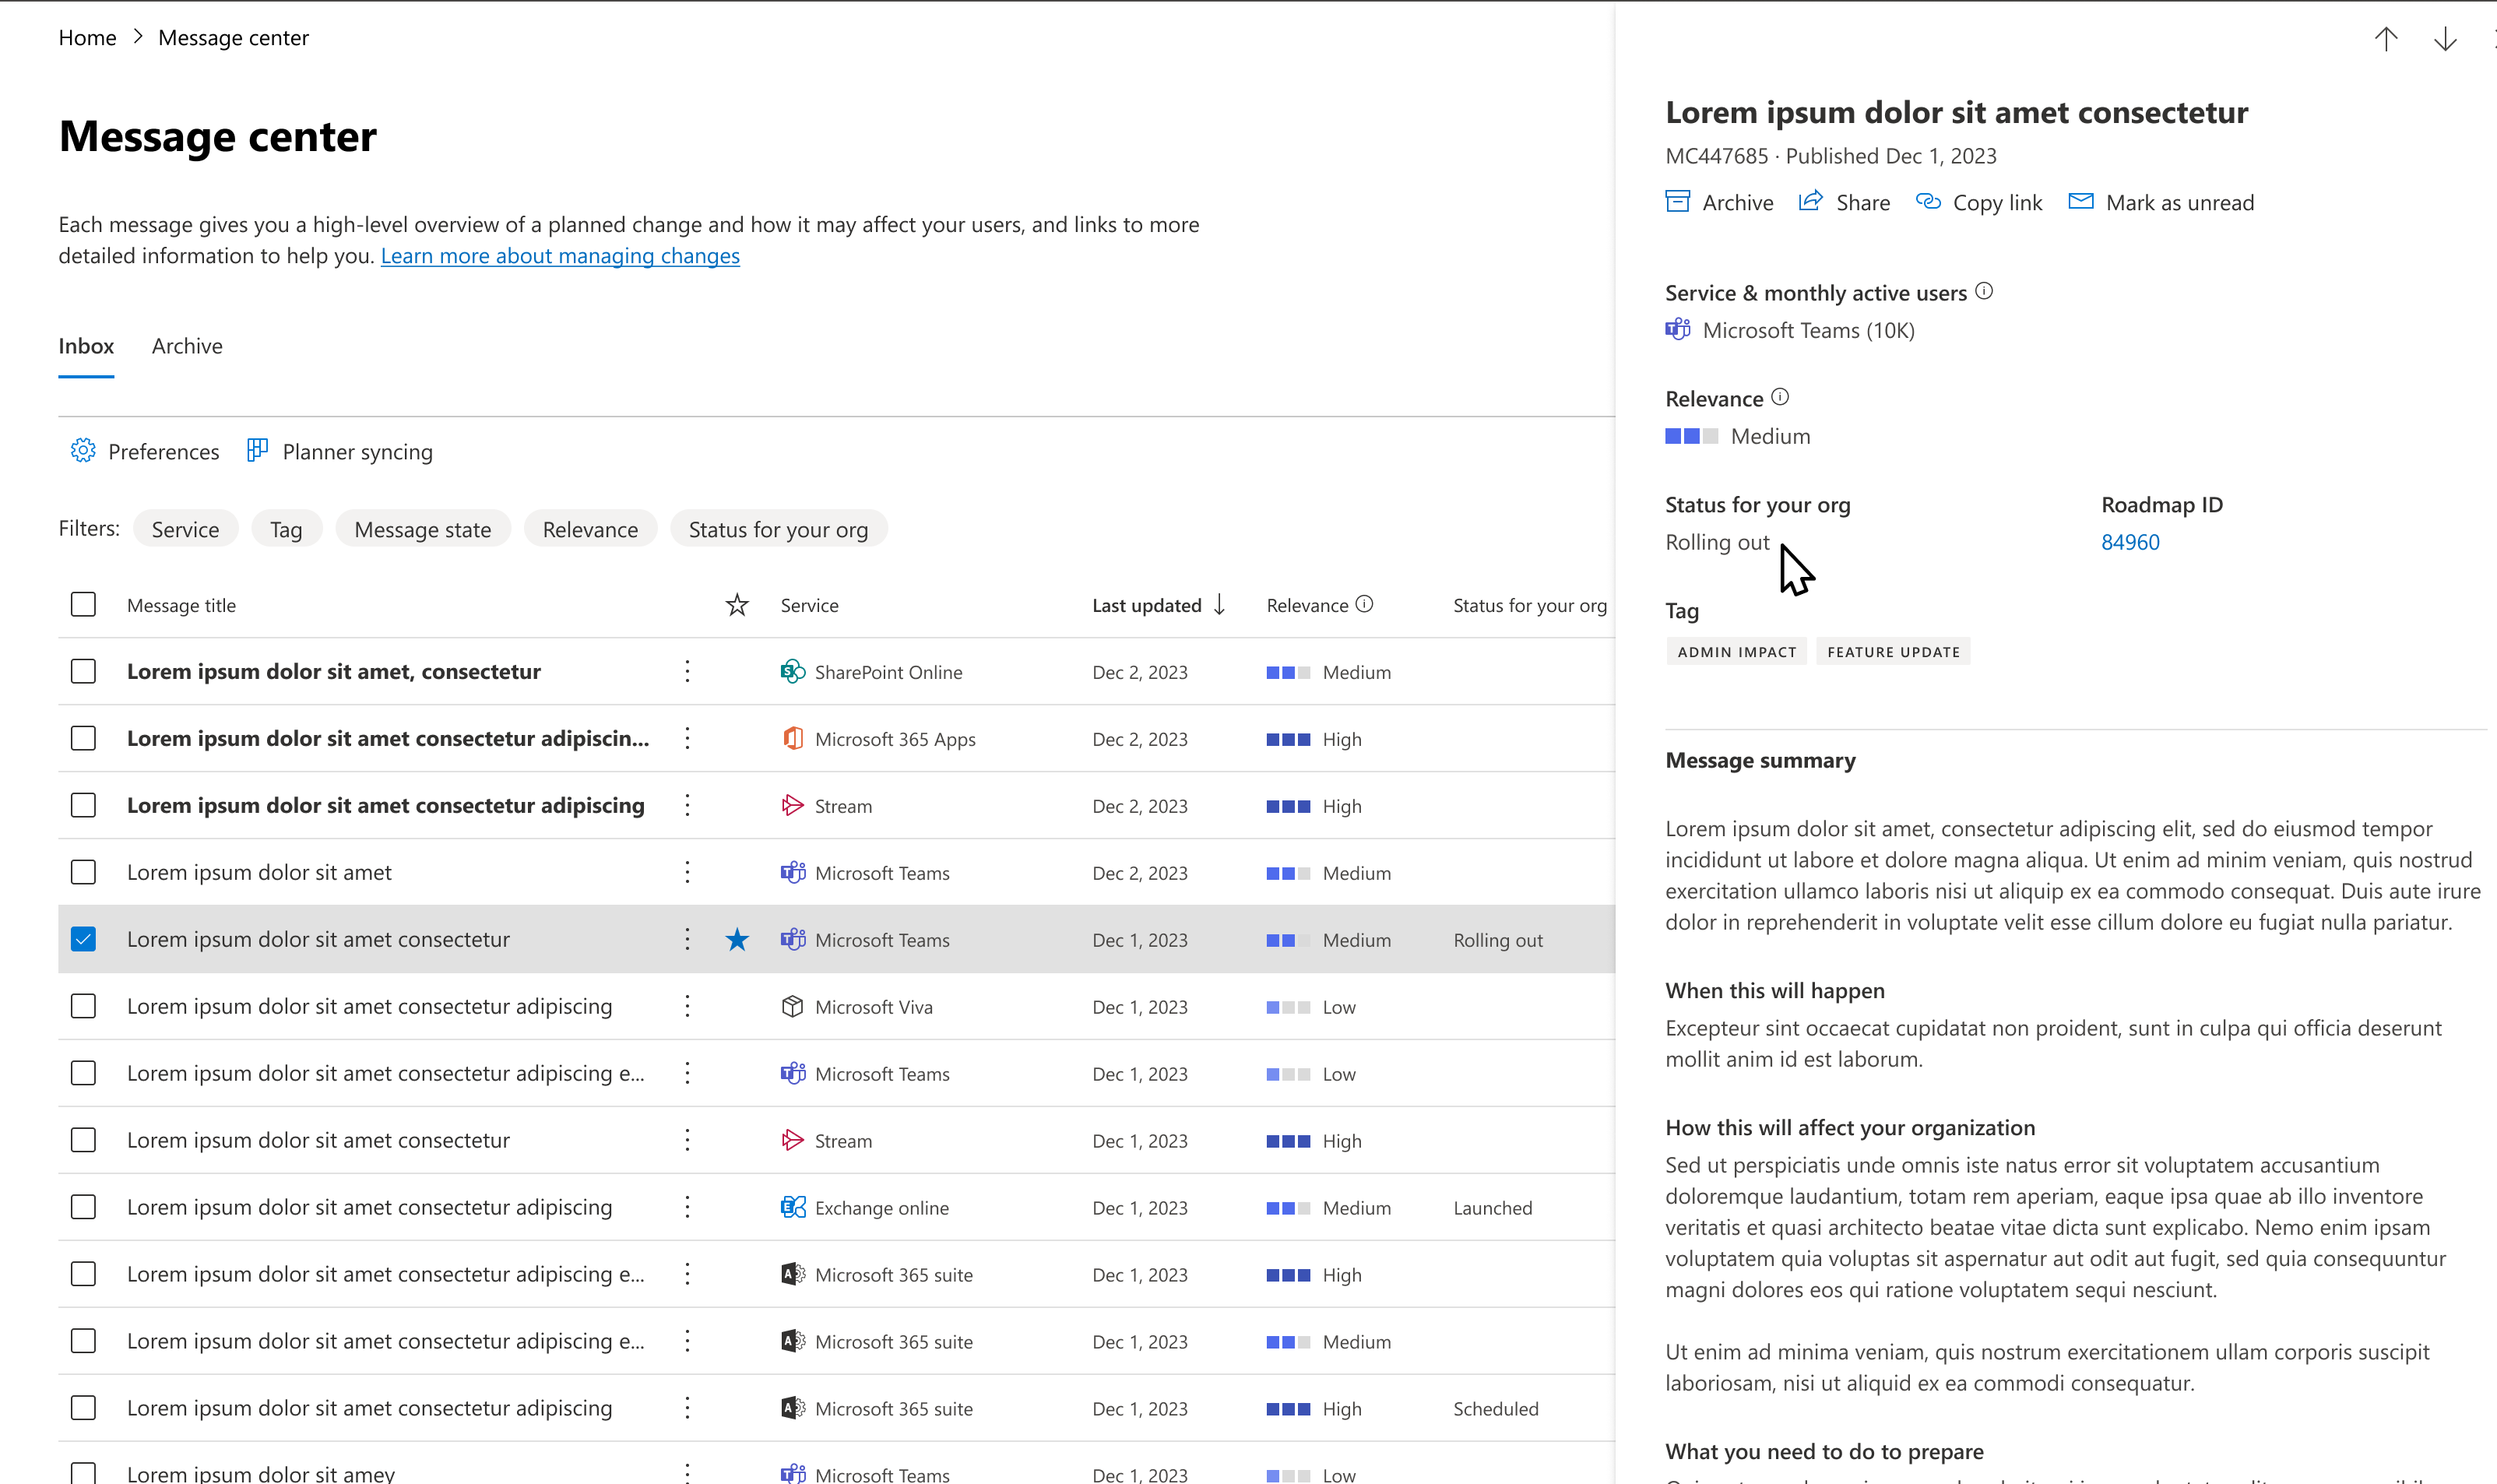 Home > Message center
Message center
Each message gives you a high-level overview of a planned change and how it may affect your users, and links to more
detailed information to help you. Learn more about managing changes
Inbox Archive
Preferences Planner syncing
Filters: Service Tag Message state Relevance Status for your org
Message title Service Last updated Relevance Status for your org
Lorem ipsum dolor sit amet, consectetur SharePoint Online Dec 2, 2023 Medium
Lorem ipsum dolor sit amet consectetur adipiscin... Microsoft 365 Apps Dec 2, 2023 High
Lorem ipsum dolor sit amet consectetur adipiscing Stream Dec 2, 2023 High
Lorem ipsum dolor sit amet Microsoft Teams Dec 2, 2023 Medium
Lorem ipsum dolor sit amet consectetur Microsoft Teams Dec 1, 2023 Medium Rolling out
Lorem ipsum dolor sit amet consectetur adipiscing Microsoft Viva Dec 1, 2023 Low
Lorem ipsum dolor sit amet consectetur adipiscing e... Microsoft Teams Dec 1, 2023 Low
Lorem ipsum dolor sit amet consectetur Stream Dec 1, 2023 High
Lorem ipsum dolor sit amet consectetur adipiscing Exchange online Dec 1, 2023 Medium Launched
Lorem ipsum dolor sit amet consectetur adipiscing e... Microsoft 365 suite Dec 1, 2023 High
Lorem ipsum dolor sit amet consectetur adipiscing e... Microsoft 365 suite Dec 1, 2023 Medium
Lorem ipsum dolor sit amet consectetur adipiscing Microsoft 365 suite Dec 1, 2023 High Scheduled
Lorem ipsum dolor sit amey Microsoft Teams Dec 1, 2023 Low
Lorem ipsum dolor sit amet consectetur
MC447685 · Published Dec 1, 2023
Archive Share Copy link Mark as unread
Service & monthly active users
Microsoft Teams (10K)
Relevance
Medium
Status for your org Roadmap ID
Rolling out 84960
Tag
ADMIN IMPACT FEATURE UPDATE
Message summary
Lorem ipsum dolor sit amet, consectetur adipiscing elit, sed do eiusmod tempor
incididunt ut labore et dolore magna aliqua. Ut enim ad minim veniam, quis nostrud
exercitation ullamco laboris nisi ut aliquip ex ea commodo consequat. Duis aute irure
dolor in reprehenderit in voluptate velit esse cillum dolore eu fugiat nulla pariatur.
When this will happen
Excepteur sint occaecat cupidatat non proident, sunt in culpa qui officia deserunt
mollit anim id est laborum.
How this will affect your organization
Sed ut perspiciatis unde omnis iste natus error sit voluptatem accusantium
doloremque laudantium, totam rem aperiam, eaque ipsa quae ab illo inventore
veritatis et quasi architecto beatae vitae dicta sunt explicabo. Nemo enim ipsam
voluptatem quia voluptas sit aspernatur aut odit aut fugit, sed quia consequuntur
magni dolores eos qui ratione voluptatem sequi nesciunt.
Ut enim ad minima veniam, quis nostrum exercitationem ullam corporis suscipit
laboriosam, nisi ut aliquid ex ea commodi consequatur.
What you need to do to prepare